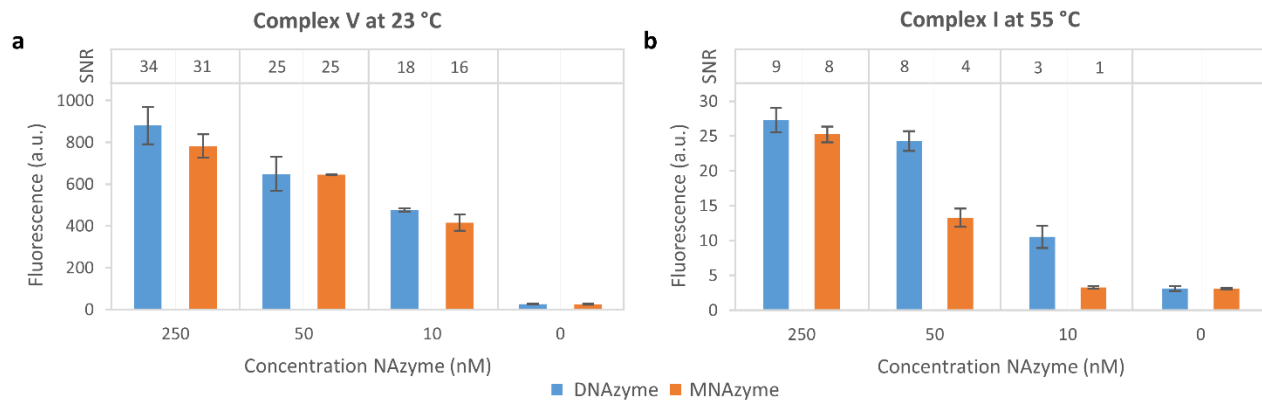 Complex V at 23 °C
a
SNR
34 31 25 25 18 16
Fluorescence (a.u.)
1000
800
600
400
200
0
250 50 10 0
Concentration NAzyme (nM)
Complex I at 55 °C
b
SNR
9 8 8 4 3 1
Fluorescence (a.u.)
30
25
20
15
10
5
0
250 50 10 0
Concentration NAzyme (nM)
DNAzyme MNAzyme